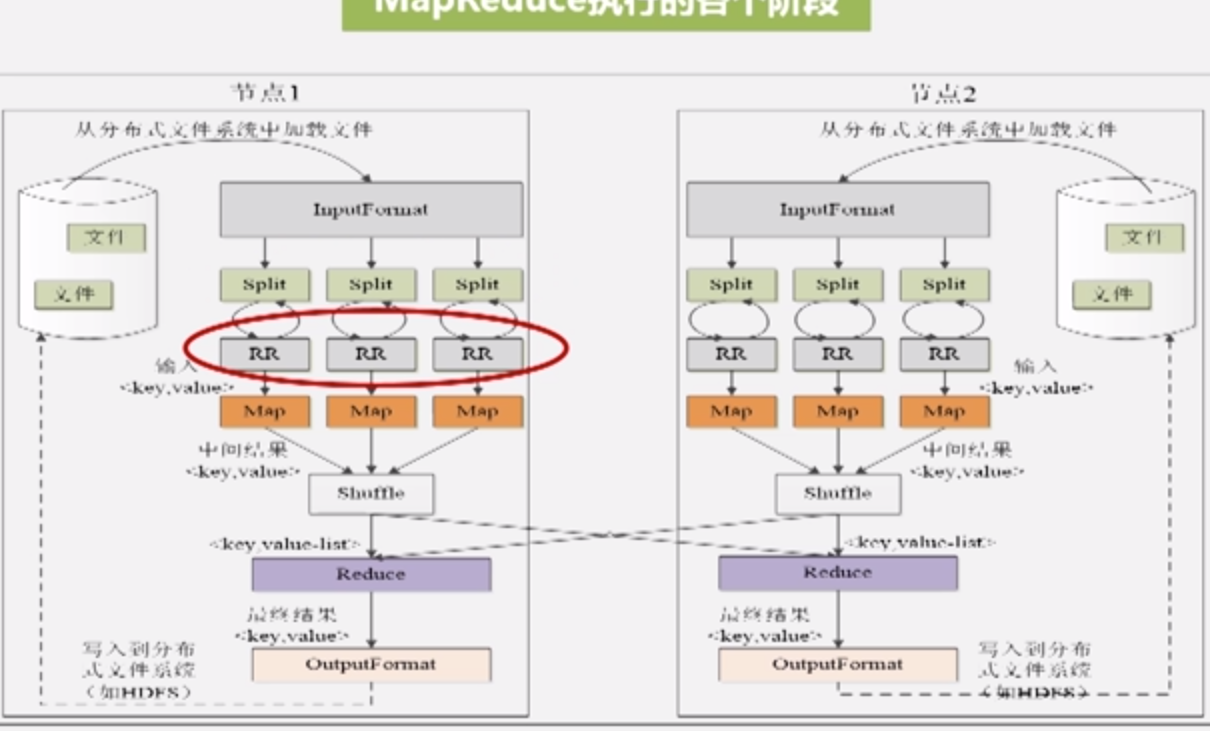 MapReduce执行的各个阶段
节点1
从分布式文件系统中加载文件
InputFormat
文件
文件
Split Split Split
RR RR RR
输入
<key,value>
Map Map Map
中间结果
<key,value>
Shuffle
<key,value-list>
Reduce
最终结果
<key,value>
OutputFormat
写入到分布
式文件系统
（如HDFS）
节点2
从分布式文件系统中加载文件
InputFormat
文件
文件
Split Split Split
RR RR RR
输入
<key,value>
Map Map Map
中间结果
<key,value>
Shuffle
<key,value-list>
Reduce
最终结果
<key,value>
OutputFormat
写入到分布
式文件系统
（如HDFS）